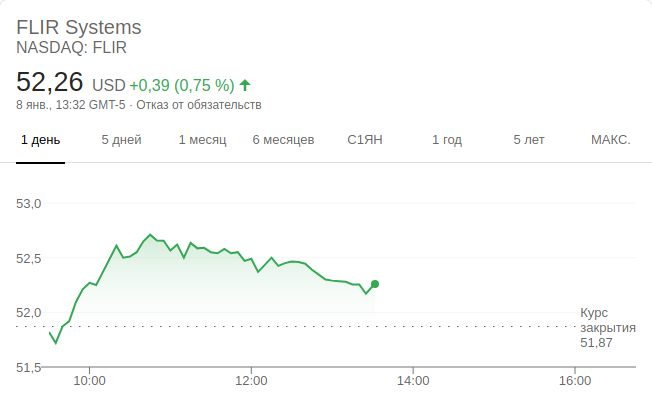 FLIR Systems
NASDAQ: FLIR
52,26 USD +0,39 (0,75 %)
8 янв., 13:32 GMT-5 · Отказ от обязательств
1 день 5 дней 1 месяц 6 месяцев С1ЯН 1 год 5 лет МАКС.
53,0
52,5
52,0
Курс
закрытия
51,87
51,5
10:00 12:00 14:00 16:00